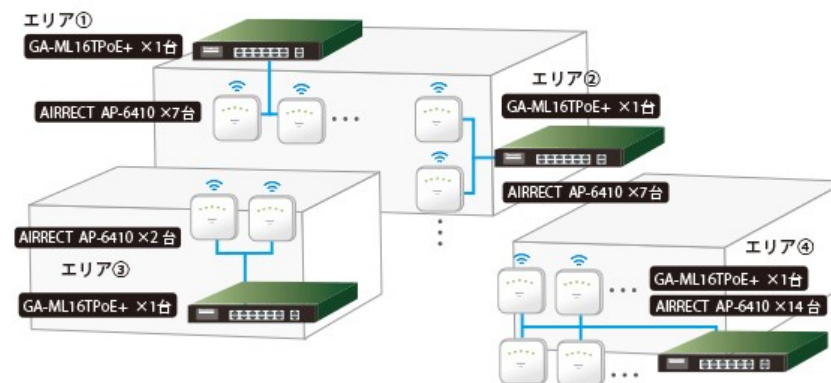 エリア①
GA-ML16TPoE+ ×1台
AIRRECT AP-6410 ×7台
エリア②
GA-ML16TPoE+ ×1台
AIRRECT AP-6410 ×7台
AIRRECT AP-6410 ×2 台
エリア③
GA-ML16TPoE+ ×1台
エリア④
GA-ML16TPoE+ ×1台
AIRRECT AP-6410 ×14 台